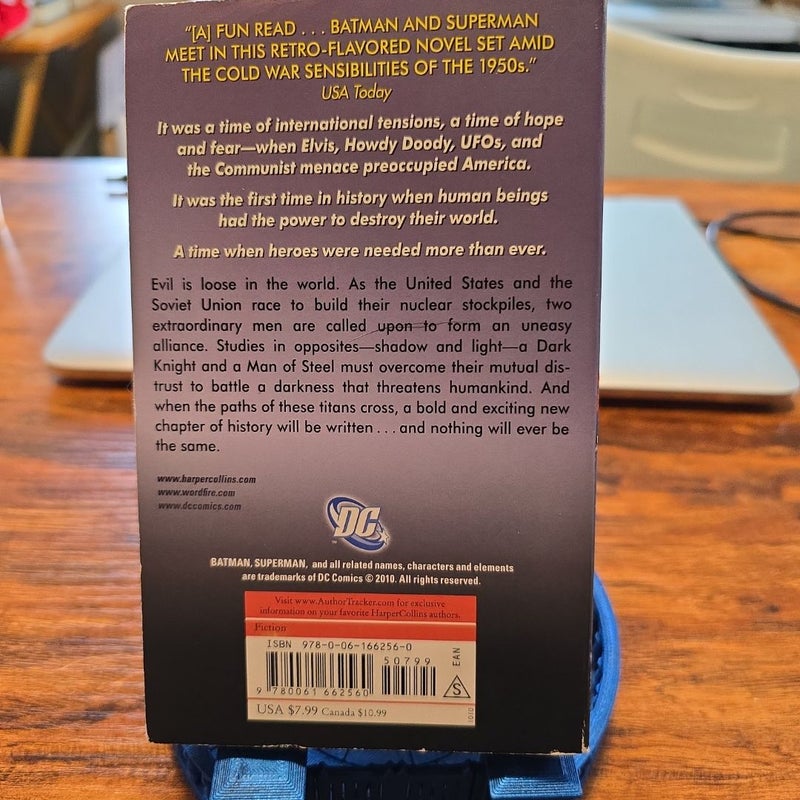 "[A] FUN READ . . . BATMAN AND SUPERMAN
MEET IN THIS RETRO-FLAVORED NOVEL SET AMID
THE COLD WAR SENSIBILITIES OF THE 1950s."
USA Today
It was a time of international tensions, a time of hope
and fear—when Elvis, Howdy Doody, UFOs, and
the Communist menace preoccupied America.
It was the first time in history when human beings
had the power to destroy their world.
A time when heroes were needed more than ever.
Evil is loose in the world. As the United States and the
Soviet Union race to build their nuclear stockpiles, two
extraordinary men are called upon to form an uneasy
alliance. Studies in opposites—shadow and light—a Dark
Knight and a Man of Steel must overcome their mutual dis-
trust to battle a darkness that threatens humankind. And
when the paths of these titans cross, a bold and exciting new
chapter of history will be written . . . and nothing will ever be
the same.
www.harpercollins.com
www.wordfire.com
www.dccomics.com
DC
™
BATMAN, SUPERMAN, and all related names, characters and elements
are trademarks of DC Comics © 2010. All rights reserved.
Visit www.AuthorTracker.com for exclusive
information on your favorite HarperCollins authors.
Fiction
ISBN 978-0-06-166256-0
50799
EAN
S
9 780061 662560
USA $7.99 Canada $10.99
1010